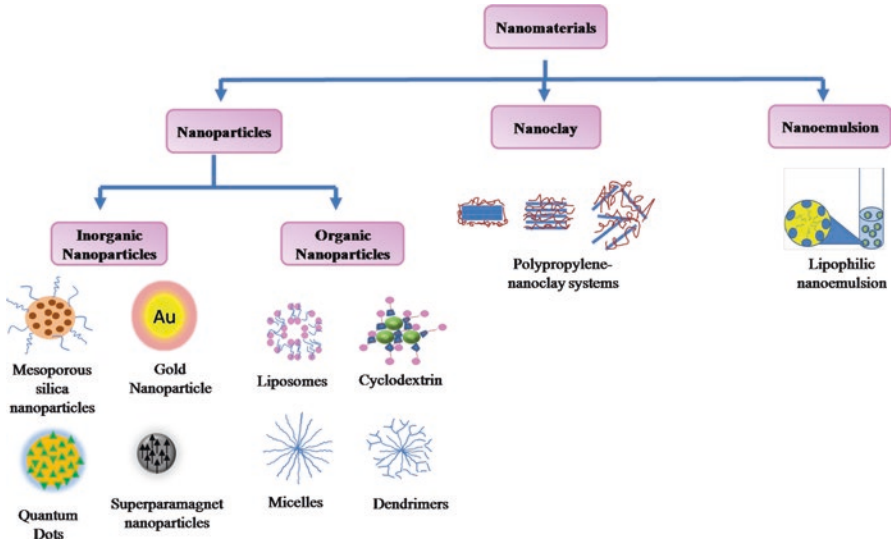 Nanomaterials
Nanoparticles
Nanoclay
Nanoemulsion
Inorganic
Nanoparticles
Organic
Nanoparticles
Polypropylene-
nanoclay systems
Lipophilic
nanoemulsion
Au
Mesoporous
silica
nanoparticles
Gold
Nanoparticle
Liposomes
Cyclodextrin
Quantum
Dots
Superparamagnet
nanoparticles
Micelles
Dendrimers